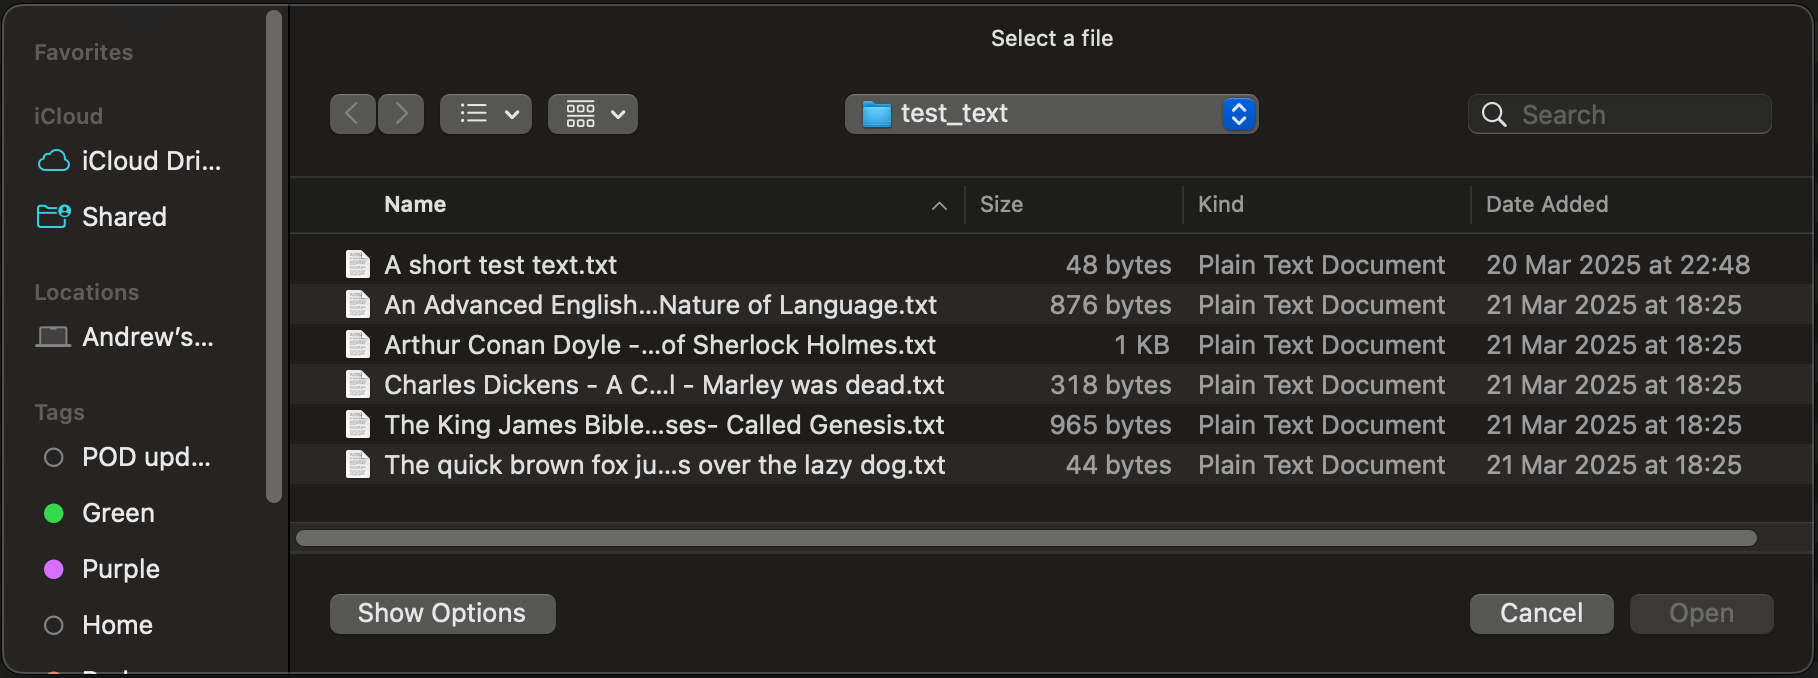 Select a file
Favorites
iCloud
iCloud Dri...
Shared
Locations
Andrew’s...
Tags
POD upd...
Green
Purple
Home
test_text
Search
Name Size Kind Date Added
A short test text.txt 48 bytes Plain Text Document 20 Mar 2025 at 22:48
An Advanced English...Nature of Language.txt 876 bytes Plain Text Document 21 Mar 2025 at 18:25
Arthur Conan Doyle -...of Sherlock Holmes.txt 1 KB Plain Text Document 21 Mar 2025 at 18:25
Charles Dickens - A C...l - Marley was dead.txt 318 bytes Plain Text Document 21 Mar 2025 at 18:25
The King James Bible...ses- Called Genesis.txt 965 bytes Plain Text Document 21 Mar 2025 at 18:25
The quick brown fox ju...s over the lazy dog.txt 44 bytes Plain Text Document 21 Mar 2025 at 18:25
Show Options
Cancel
Open